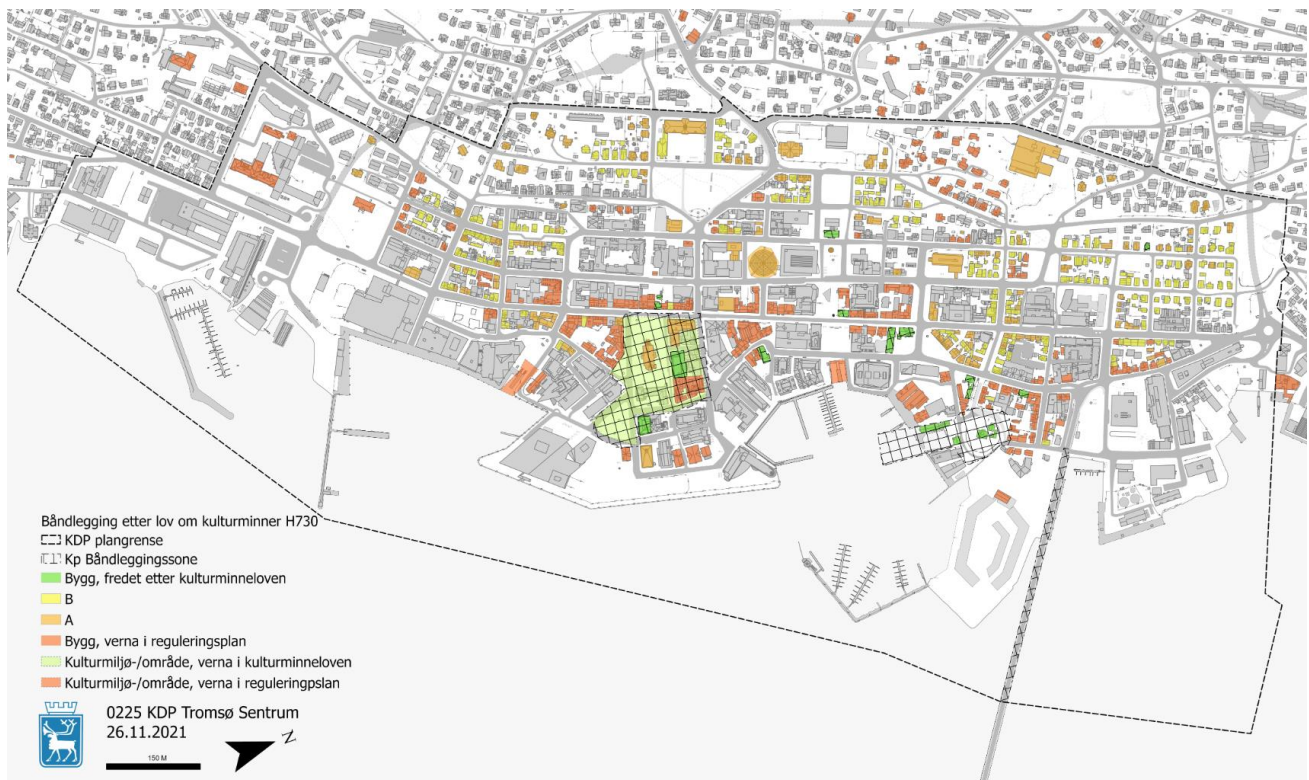 Båndlegging etter lov om kulturminner H730
KDP plangrense
Kp Båndleggingssone
Bygg, fredet etter kulturminneloven
B
A
Bygg, verna i reguleringsplan
Kulturmiljø-/område, verna i kulturminneloven
Kulturmiljø-/område, verna i reguleringpslan
0225 KDP Tromsø Sentrum
26.11.2021
N
150 M